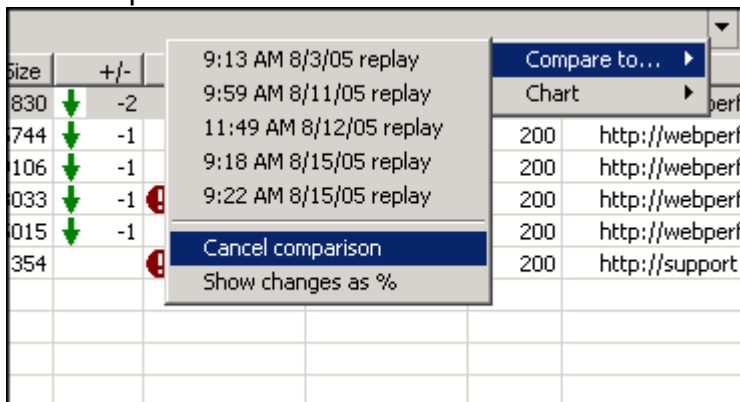 Size +/-
9:13 AM 8/3/05 replay Compare to...
830 -2 9:59 AM 8/11/05 replay Chart
744 -1 11:49 AM 8/12/05 replay 200 http://webperf
106 -1 9:18 AM 8/15/05 replay 200 http://webperf
033 -1 9:22 AM 8/15/05 replay 200 http://webperf
015 -1 200 http://webperf
Cancel comparison
354 200 http://support
Show changes as %